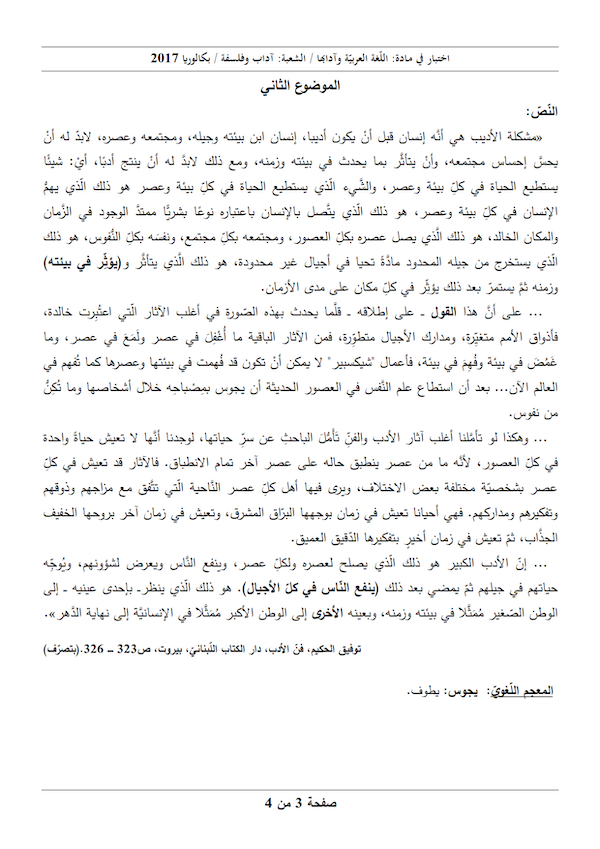 اختبار في مادة: اللّغة العربيّة وآدابها / الشعبة: آداب وفلسفة / بكالوريا 2017
الموضوع الثاني
النّصّ:
«مشكلة الأديب هي أنّه إنسان قبل أنْ يكون أديبا، إنسان ابن بيئته وجيله، ومجتمعه وعصره، لابدّ له أنْ
يحسّ إحساس مجتمعه، وأنْ يتأثّر بما يحدث في بيئته وزمنه، ومع ذلك لابدّ له أنْ ينتج أدبًا، أيْ: شيئًا
يستطيع الحياة في كلّ بيئة وعصر، والشّيء الّذي يستطيع الحياة في كلّ بيئة وعصر هو ذلك الّذي يهمّ
الإنسان في كلّ بيئة وعصر، هو ذلك الّذي يتّصل بالإنسان باعتباره نوعًا بشريًّا ممتدَّ الوجود في الزّمان
والمكان الخالد، هو ذلك الَّذي يصل عصره بكلّ العصور، ومجتمعه بكلّ مجتمع، ونفسَه بكلّ النُّفوس، هو ذلك
الّذي يستخرج من جيله المحدود مادَّة تحيا في أجيال غير محدودة، هو ذلك الَّذي يتأثَّر و(يؤثِّر في بيئته)
وزمنه ثمَّ يستمرّ بعد ذلك يؤثِّر في كلِّ مكان على مدى الأزمان.
... على أنَّ هذا القول ـ على إطلاقه ـ قلَّما يحدث بهذه الصّورة في أغلب الآثار الّتي اعتُبِرت خالدة،
فأذواق الأمم متغيّرة، ومدارك الأجيال متطوّرة، فمن الآثار الباقية ما أُغْفِلَ في عصر ولَمَعَ في عصر، وما
غَمُضَ في بيئة وفُهِمَ في بيئة، فأعمال "شيكسبير" لا يمكن أنْ تكون قد فُهمت في بيئتها وعصرها كما تُفهم في
العالم الآن... بعد أن استطاع علم النَّفس في العصور الحديثة أن يجوس بمِصْباحِه خلال أشخاصها وما تُكِنُّ
من نفوس.
... وهكذا لو تأمَّلنا أغلب آثار الأدب والفنّ تَأَمُّلَ الباحثِ عن سرِّ حياتها، لوجدنا أنَّها لا تعيش حياةً واحدة
في كلّ العصور، لأنَّه ما من عصر ينطبق حاله على عصر آخر تمام الانطباق. فالآثار قد تعيش في كلِّ
عصر بشخصيّة مختلفة بعض الاختلاف، ويرى فيها أهل كلّ عصر النَّاحية الّتي تتَّفق مع مزاجهم وذوقهم
وتفكيرهم ومداركهم. فهي أحيانا تعيش في زمان بوجهها البرّاق المشرق، وتعيش في زمان آخر بروحها الخفيف
الجذَّاب، ثمّ تعيش في زمان أخيرٍ بتفكيرها الدّقيق العميق.
... إنّ الأدب الكبير هو ذلك الّذي يصلح لعصره ولكلّ عصر، وينفع النَّاس ويعرض لشؤونهم، ويُوجِّه
حياتهم في جيلهم ثمّ يمضي بعد ذلك (ينفع النّاس في كلّ الأجيال). هو ذلك الّذي ينظر ـ بإحدى عينيه ـ إلى
الوطن الصّغير مُمَثَّلا في بيئته وزمنه، وبعينه الأخرى إلى الوطن الأكبر مُمَثَّلا في الإنسانيَّة إلى نهاية الدَّهر».
توفيق الحكيم، فنّ الأدب، دار الكتاب اللّبنانيّ، بيروت، ص323 ــ 326.(بتصرّف)
المعجم اللّغويّ: يجوس: يطوف.
صفحة 3 من 4